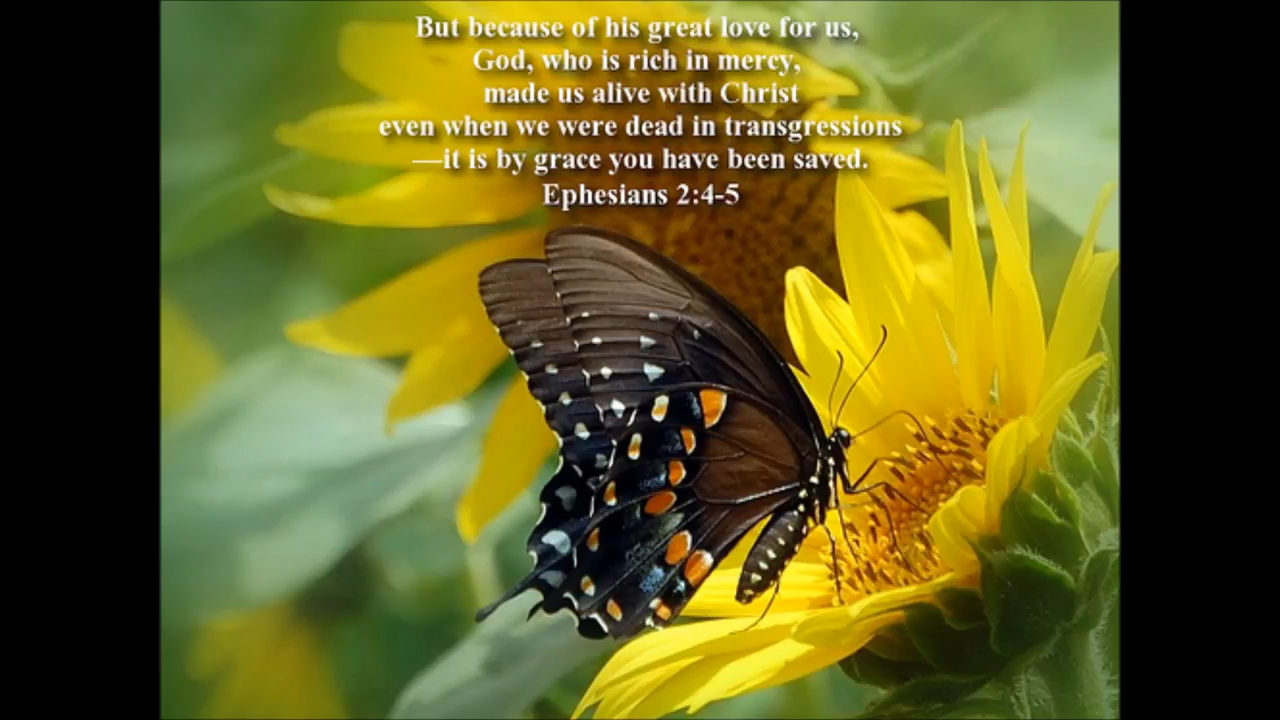 But because of his great love for us,
God, who is rich in mercy,
made us alive with Christ
even when we were dead in transgressions
—it is by grace you have been saved.
Ephesians 2:4-5